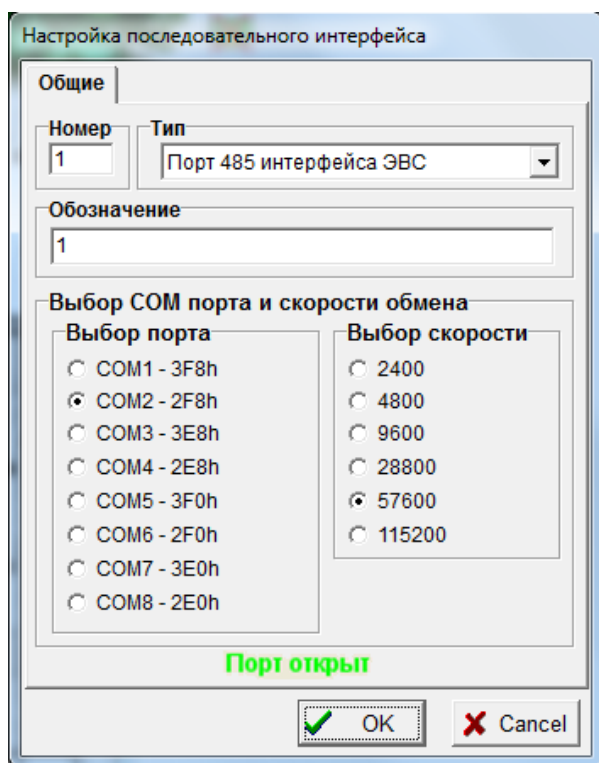 Настройка последовательного интерфейса
Общие
Номер Тип
1 Порт 485 интерфейса ЭВС
Обозначение
1
Выбор COM порта и скорости обмена
Выбор порта Выбор скорости
COM1 - 3F8h 2400
COM2 - 2F8h 4800
COM3 - 3E8h 9600
COM4 - 2E8h 28800
COM5 - 3F0h 57600
COM6 - 2F0h 115200
COM7 - 3E0h
COM8 - 2E0h
Порт открыт
OK Cancel